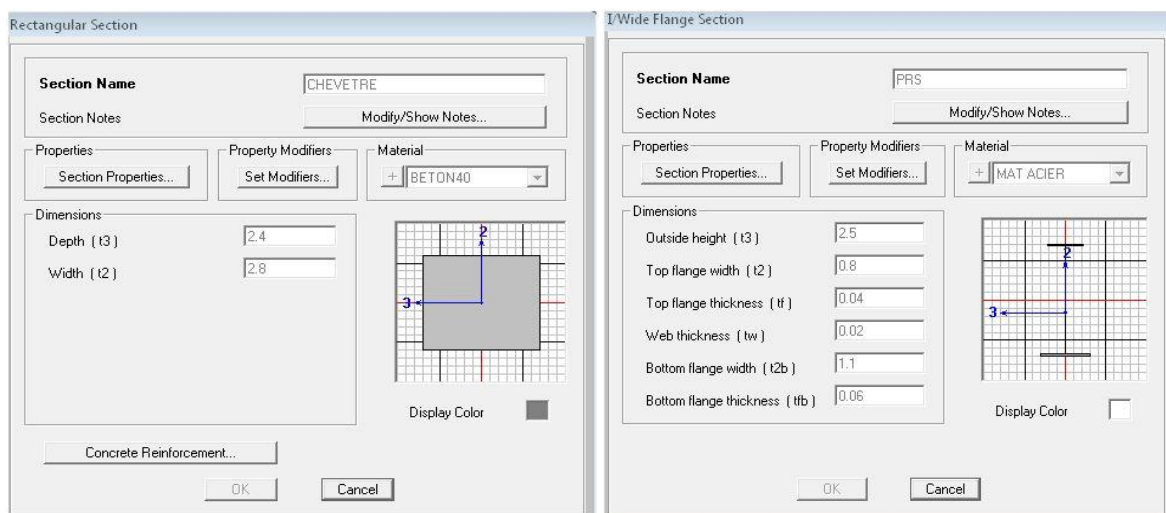 Rectangular Section
Section Name CHEVETRE
Section Notes Modify/Show Notes...
Properties Property Modifiers Material
Section Properties... Set Modifiers... + BETON40
Dimensions
Depth ( t3 ) 2.4
Width ( t2 ) 2.8
2
3
Display Color
Concrete Reinforcement...
OK Cancel
I/Wide Flange Section
Section Name PRS
Section Notes Modify/Show Notes...
Properties Property Modifiers Material
Section Properties... Set Modifiers... + MAT ACIER
Dimensions
Outside height ( t3 ) 2.5
Top flange width ( t2 ) 0.8
Top flange thickness ( tf ) 0.04
Web thickness ( tw ) 0.02
Bottom flange width ( t2b ) 1.1
Bottom flange thickness ( tfb ) 0.06
2
3
Display Color
OK Cancel